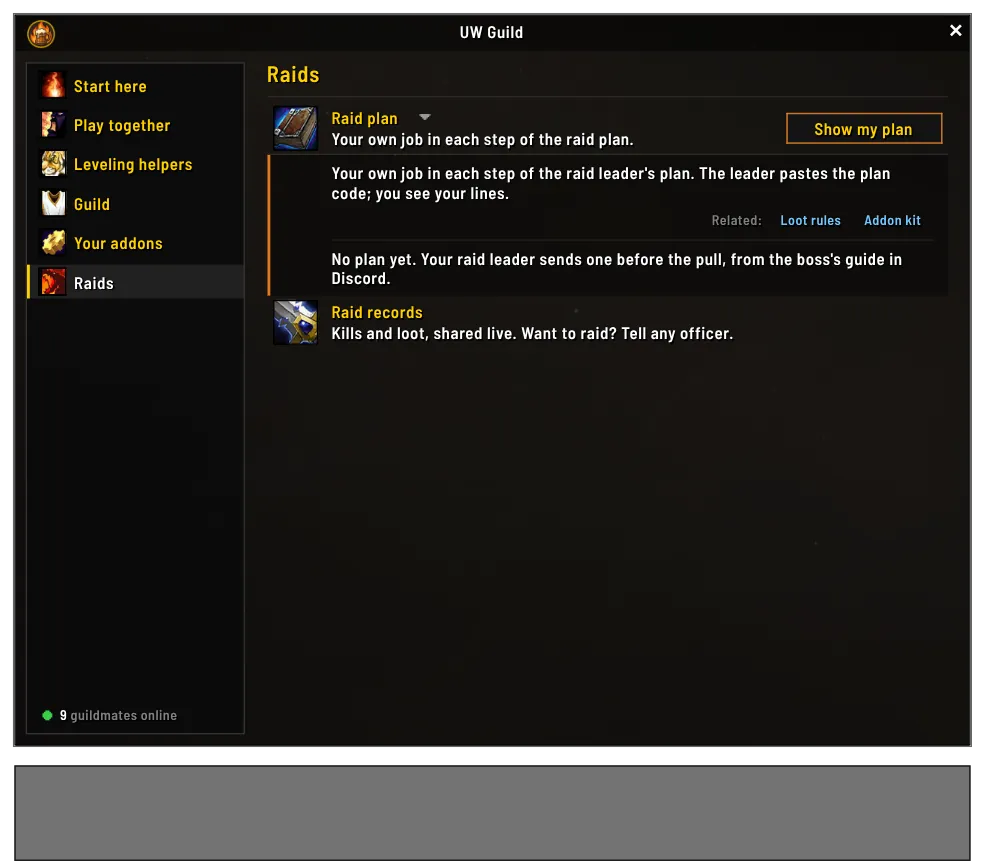 UW Guild
Start here
Play together
Leveling helpers
Guild
Your addons
Raids
9 guildmates online
Raids
Raid plan
Your own job in each step of the raid plan.
Show my plan
Your own job in each step of the raid leader's plan. The leader pastes the plan
code; you see your lines.
Related: Loot rules Addon kit
No plan yet. Your raid leader sends one before the pull, from the boss's guide in
Discord.
Raid records
Kills and loot, shared live. Want to raid? Tell any officer.